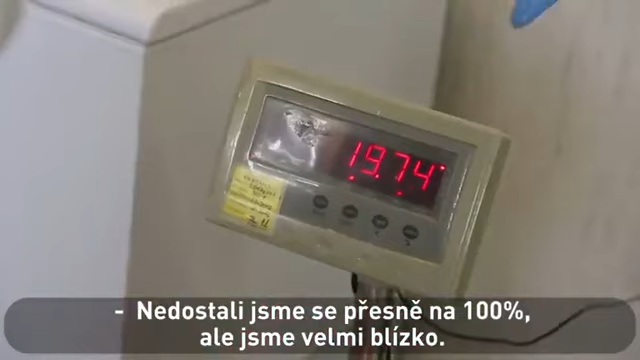 19.74
- Nedostali jsme se přesně na 100%,
ale jsme velmi blízko.